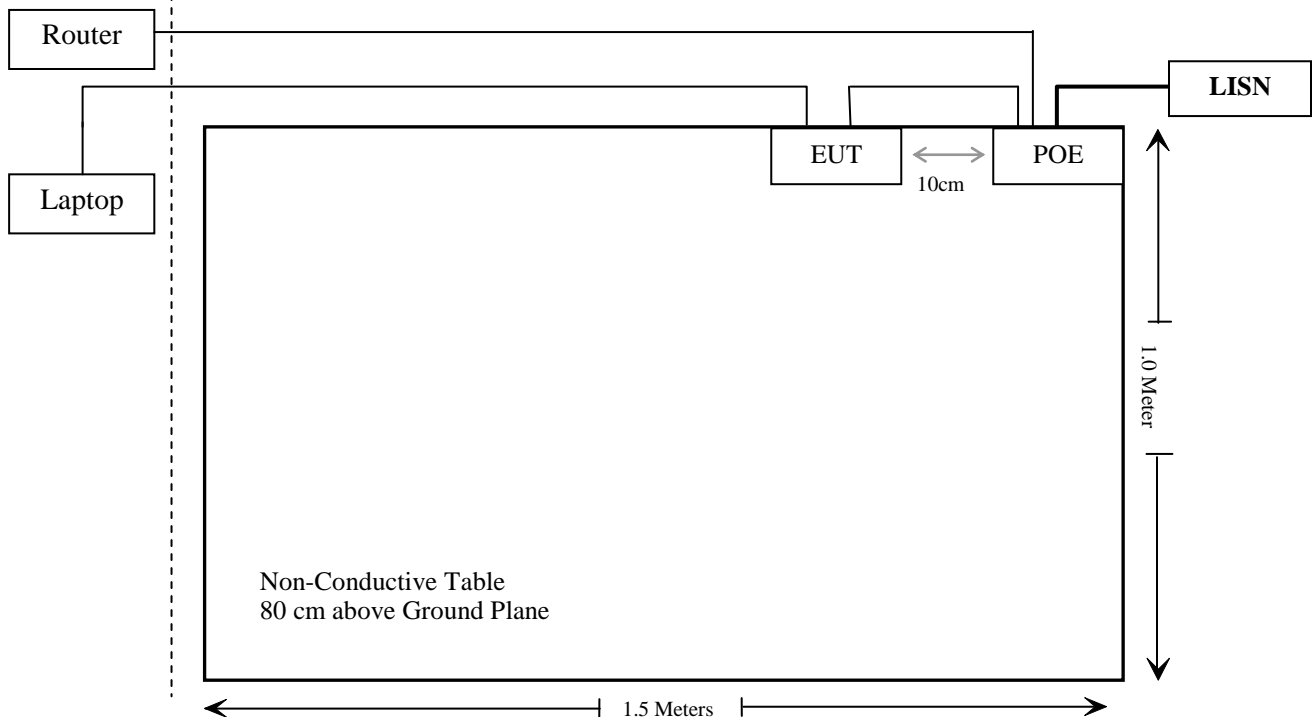 Router
LISN
EUT
POE
10cm
Laptop
1.0 Meter
Non-Conductive Table
80 cm above Ground Plane
1.5 Meters